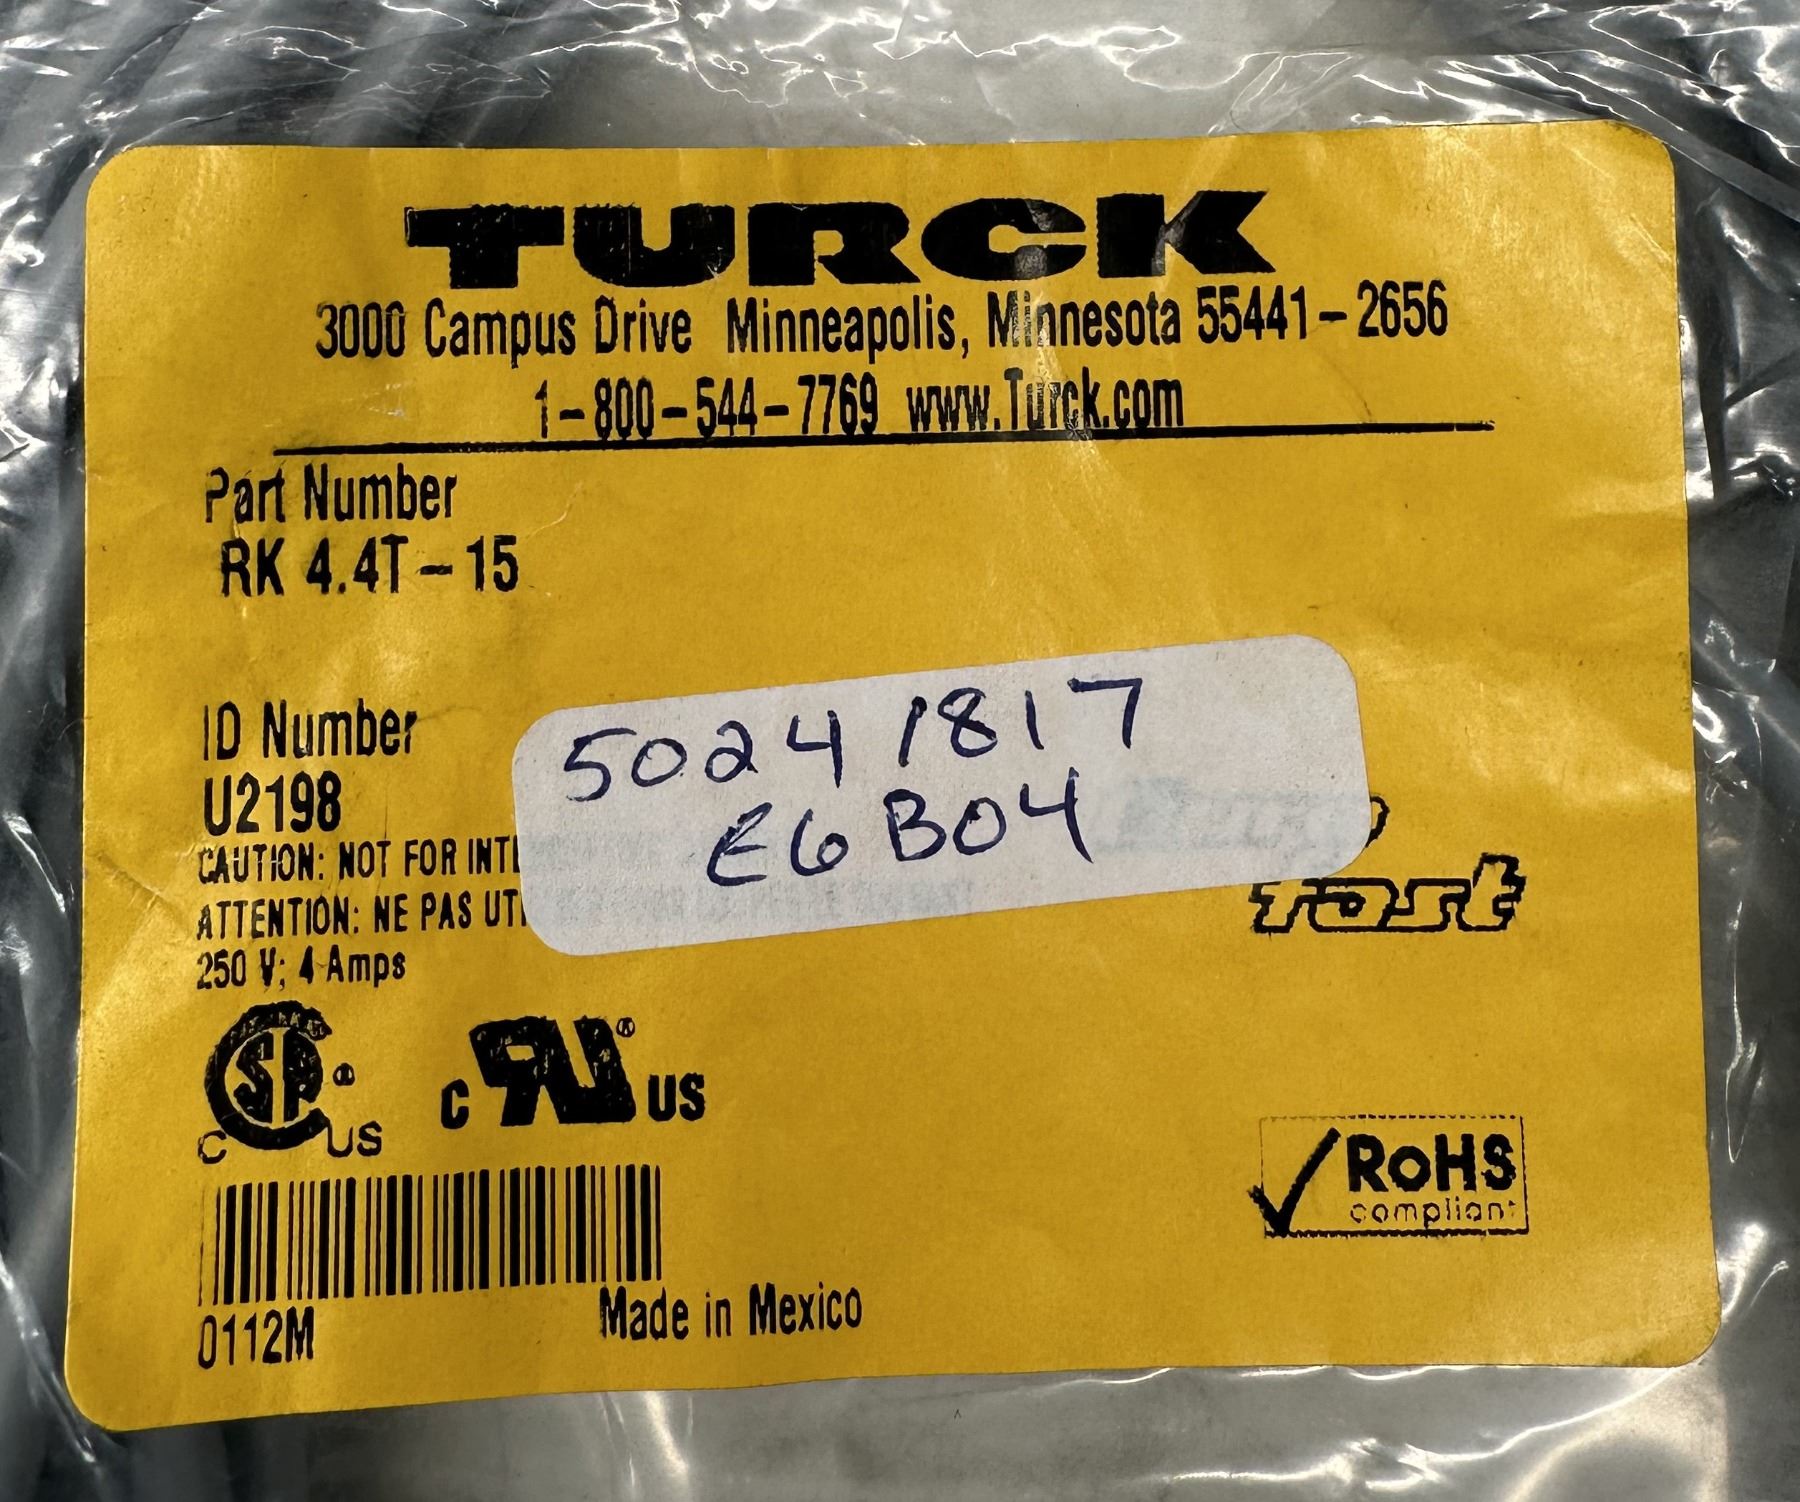 TURCK
3000 Campus Drive Minneapolis, Minnesota 55441-2656
1-800-544-7769 www.Turck.com
Part Number
RK 4.4T-15
ID Number
U2198
50241817
E6B04
CAUTION: NOT FOR
ATTENTION: NE PAS
fast
250 V; 4 Amps
CSA® C US
c UL® US
RoHS
compliant
0112M
Made in Mexico